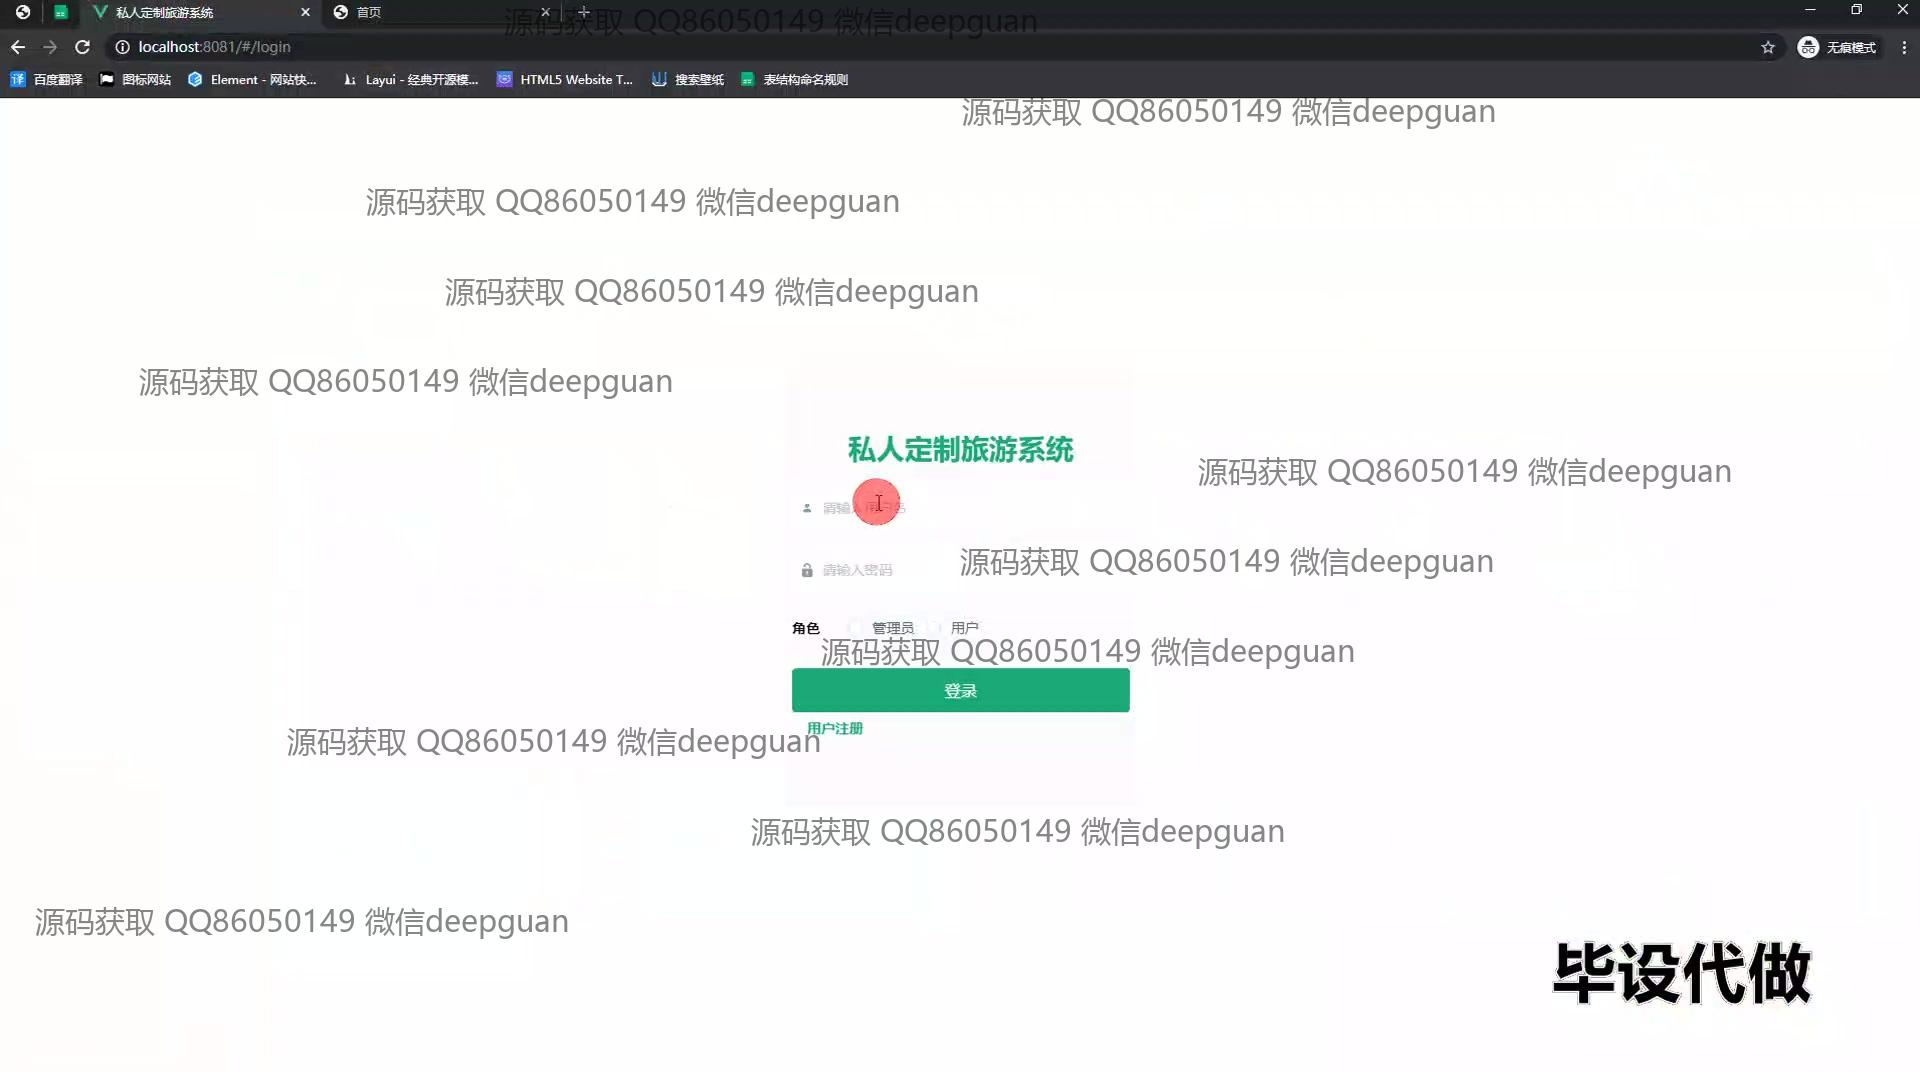 私人定制旅游系统
首页
源码获取 QQ86050149 微信deepguan
localhost:8081/#/login
无痕模式
百度翻译
图标网站
Element - 网站快...
Layui - 经典开源模...
HTML5 Website T...
搜索壁纸
表结构命名规则
源码获取 QQ86050149 微信deepguan
源码获取 QQ86050149 微信deepguan
源码获取 QQ86050149 微信deepguan
源码获取 QQ86050149 微信deepguan
私人定制旅游系统
源码获取 QQ86050149 微信deepguan
请输入用户名
源码获取 QQ86050149 微信deepguan
请输入密码
角色
管理员
用户
源码获取 QQ86050149 微信deepguan
登录
用户注册
源码获取 QQ86050149 微信deepguan
源码获取 QQ86050149 微信deepguan
源码获取 QQ86050149 微信deepguan
毕设代做